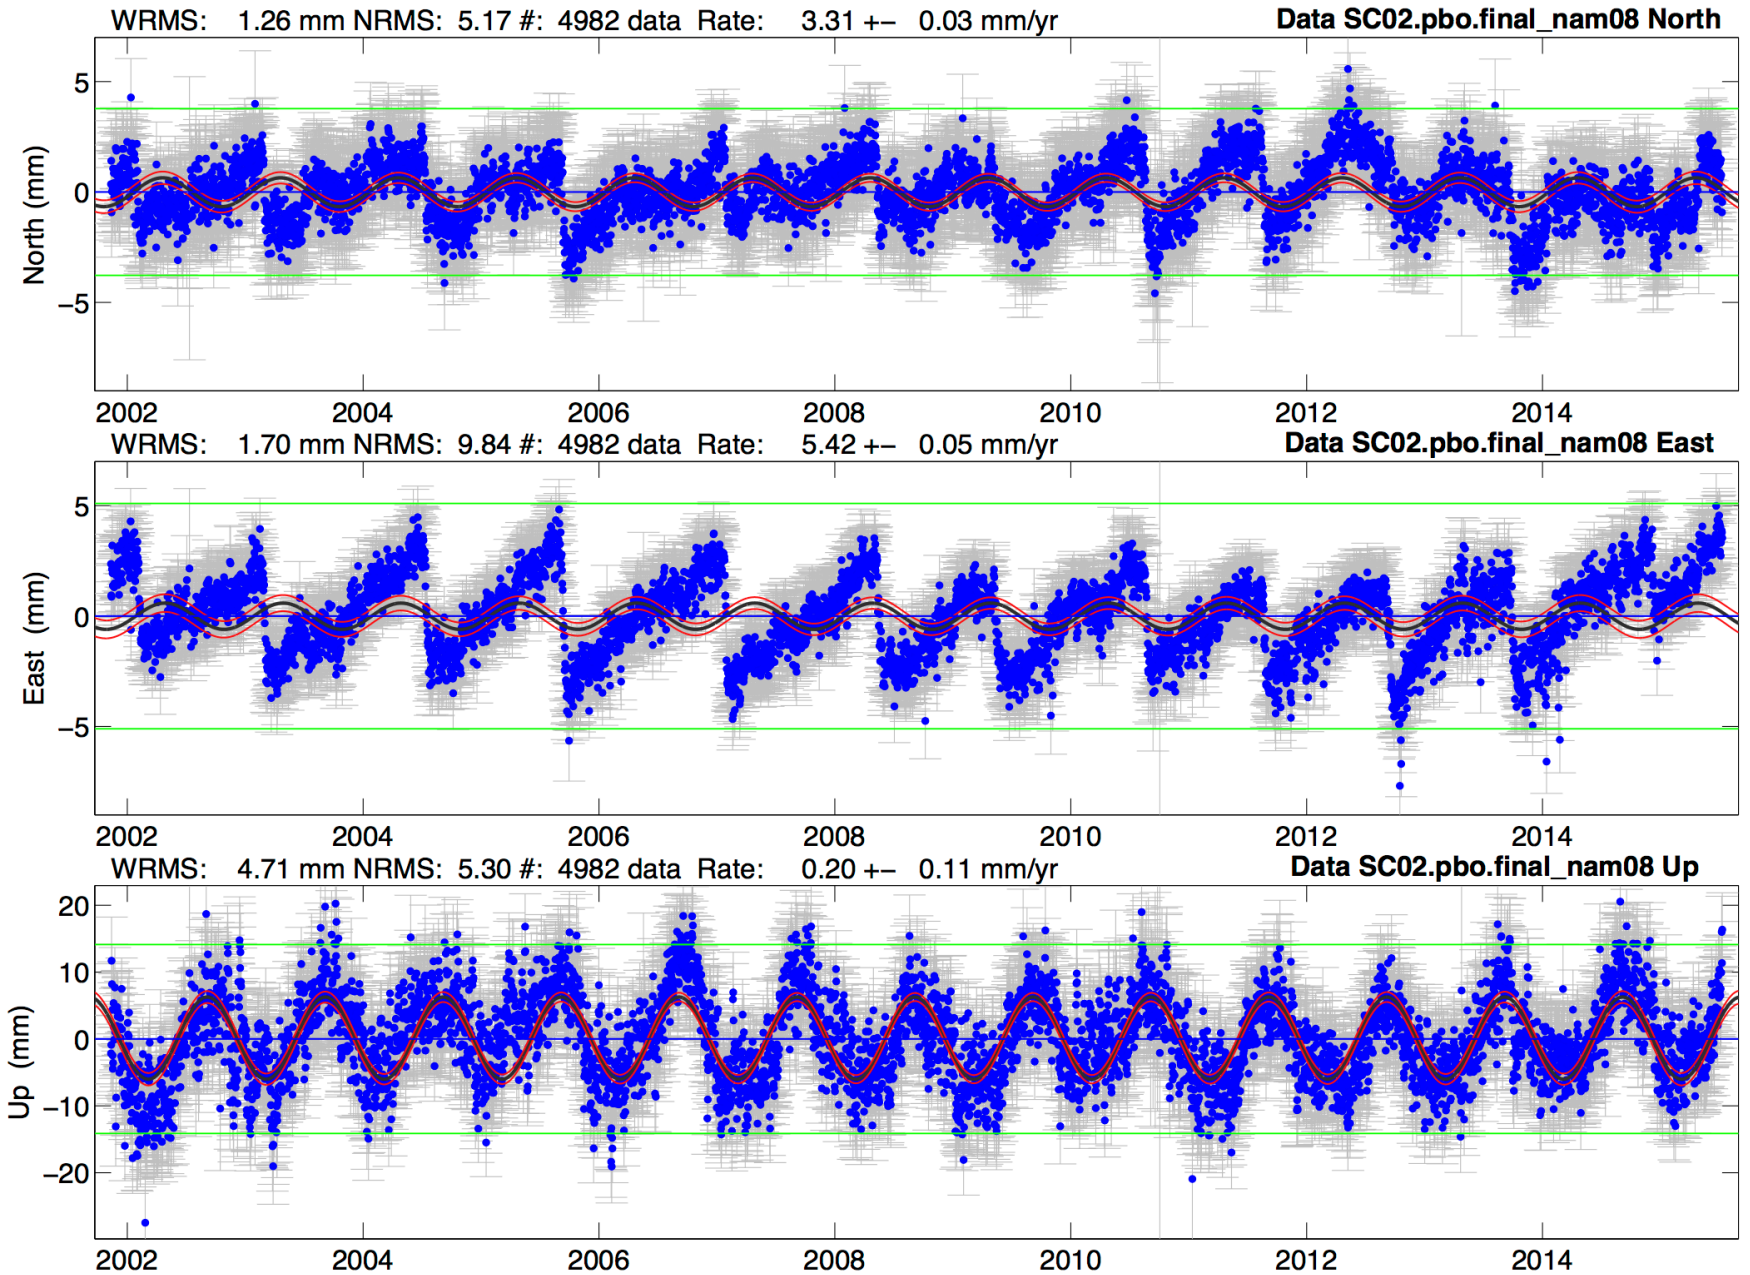 WRMS: 1.26 mm NRMS: 5.17 #: 4982 data Rate: 3.31 +− 0.03 mm/yr Data SC02.pbo.final_nam08 North
5
0
−5
North (mm)
2002 2004 2006 2008 2010 2012 2014
WRMS: 1.70 mm NRMS: 9.84 #: 4982 data Rate: 5.42 +− 0.05 mm/yr Data SC02.pbo.final_nam08 East
5
0
−5
East (mm)
2002 2004 2006 2008 2010 2012 2014
WRMS: 4.71 mm NRMS: 5.30 #: 4982 data Rate: 0.20 +− 0.11 mm/yr Data SC02.pbo.final_nam08 Up
20
10
0
−10
−20
Up (mm)
2002 2004 2006 2008 2010 2012 2014